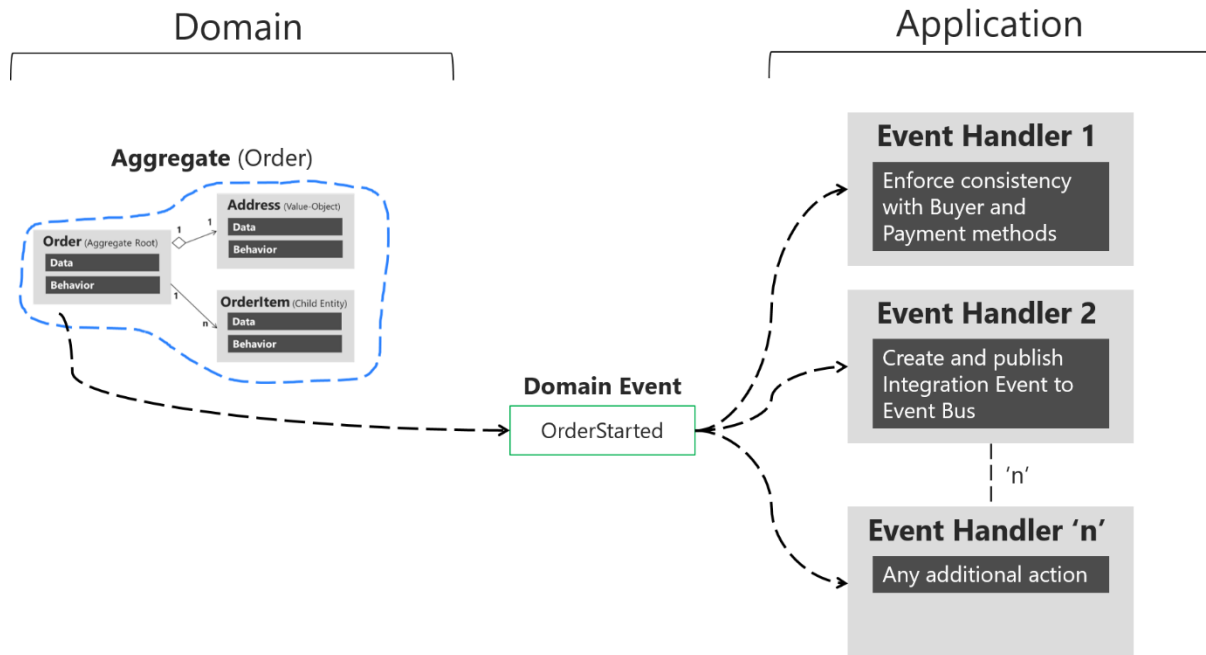 Domain
Application
Aggregate (Order)
Address (Value-Object)
Data
Behavior
1
1
Order (Aggregate Root)
Data
Behavior
1
n
OrderItem (Child Entity)
Data
Behavior
Domain Event
OrderStarted
Event Handler 1
Enforce consistency
with Buyer and
Payment methods
Event Handler 2
Create and publish
Integration Event to
Event Bus
‘n’
Event Handler ‘n’
Any additional action